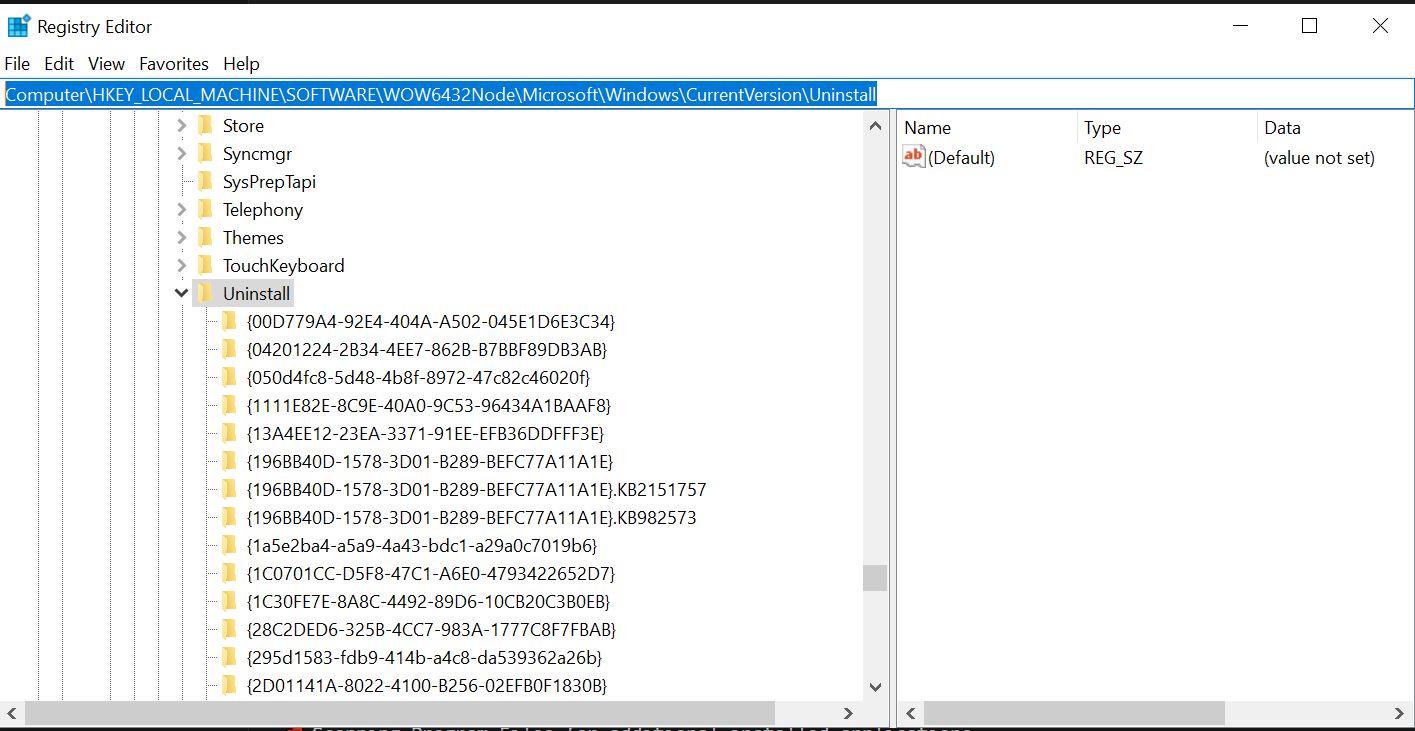 Registry Editor
File Edit View Favorites Help
Computer\HKEY_LOCAL_MACHINE\SOFTWARE\WOW6432Node\Microsoft\Windows\CurrentVersion\Uninstall
Store
Syncmgr
SysPrepTapi
Telephony
Themes
TouchKeyboard
Uninstall
{00D779A4-92E4-404A-A502-045E1D6E3C34}
{04201224-2B34-4EE7-862B-B7BBF89DB3AB}
{050d4fc8-5d48-4b8f-8972-47c82c46020f}
{1111E82E-8C9E-40A0-9C53-96434A1BAAF8}
{13A4EE12-23EA-3371-91EE-EFB36DDFFF3E}
{196BB40D-1578-3D01-B289-BEFC77A11A1E}
{196BB40D-1578-3D01-B289-BEFC77A11A1E}.KB2151757
{196BB40D-1578-3D01-B289-BEFC77A11A1E}.KB982573
{1a5e2ba4-a5a9-4a43-bdc1-a29a0c7019b6}
{1C0701CC-D5F8-47C1-A6E0-4793422652D7}
{1C30FE7E-8A8C-4492-89D6-10CB20C3B0EB}
{28C2DED6-325B-4CC7-983A-1777C8F7FBAB}
{295d1583-fdb9-414b-a4c8-da539362a26b}
{2D01141A-8022-4100-B256-02EFB0F1830B}
Name Type Data
ab (Default) REG_SZ (value not set)